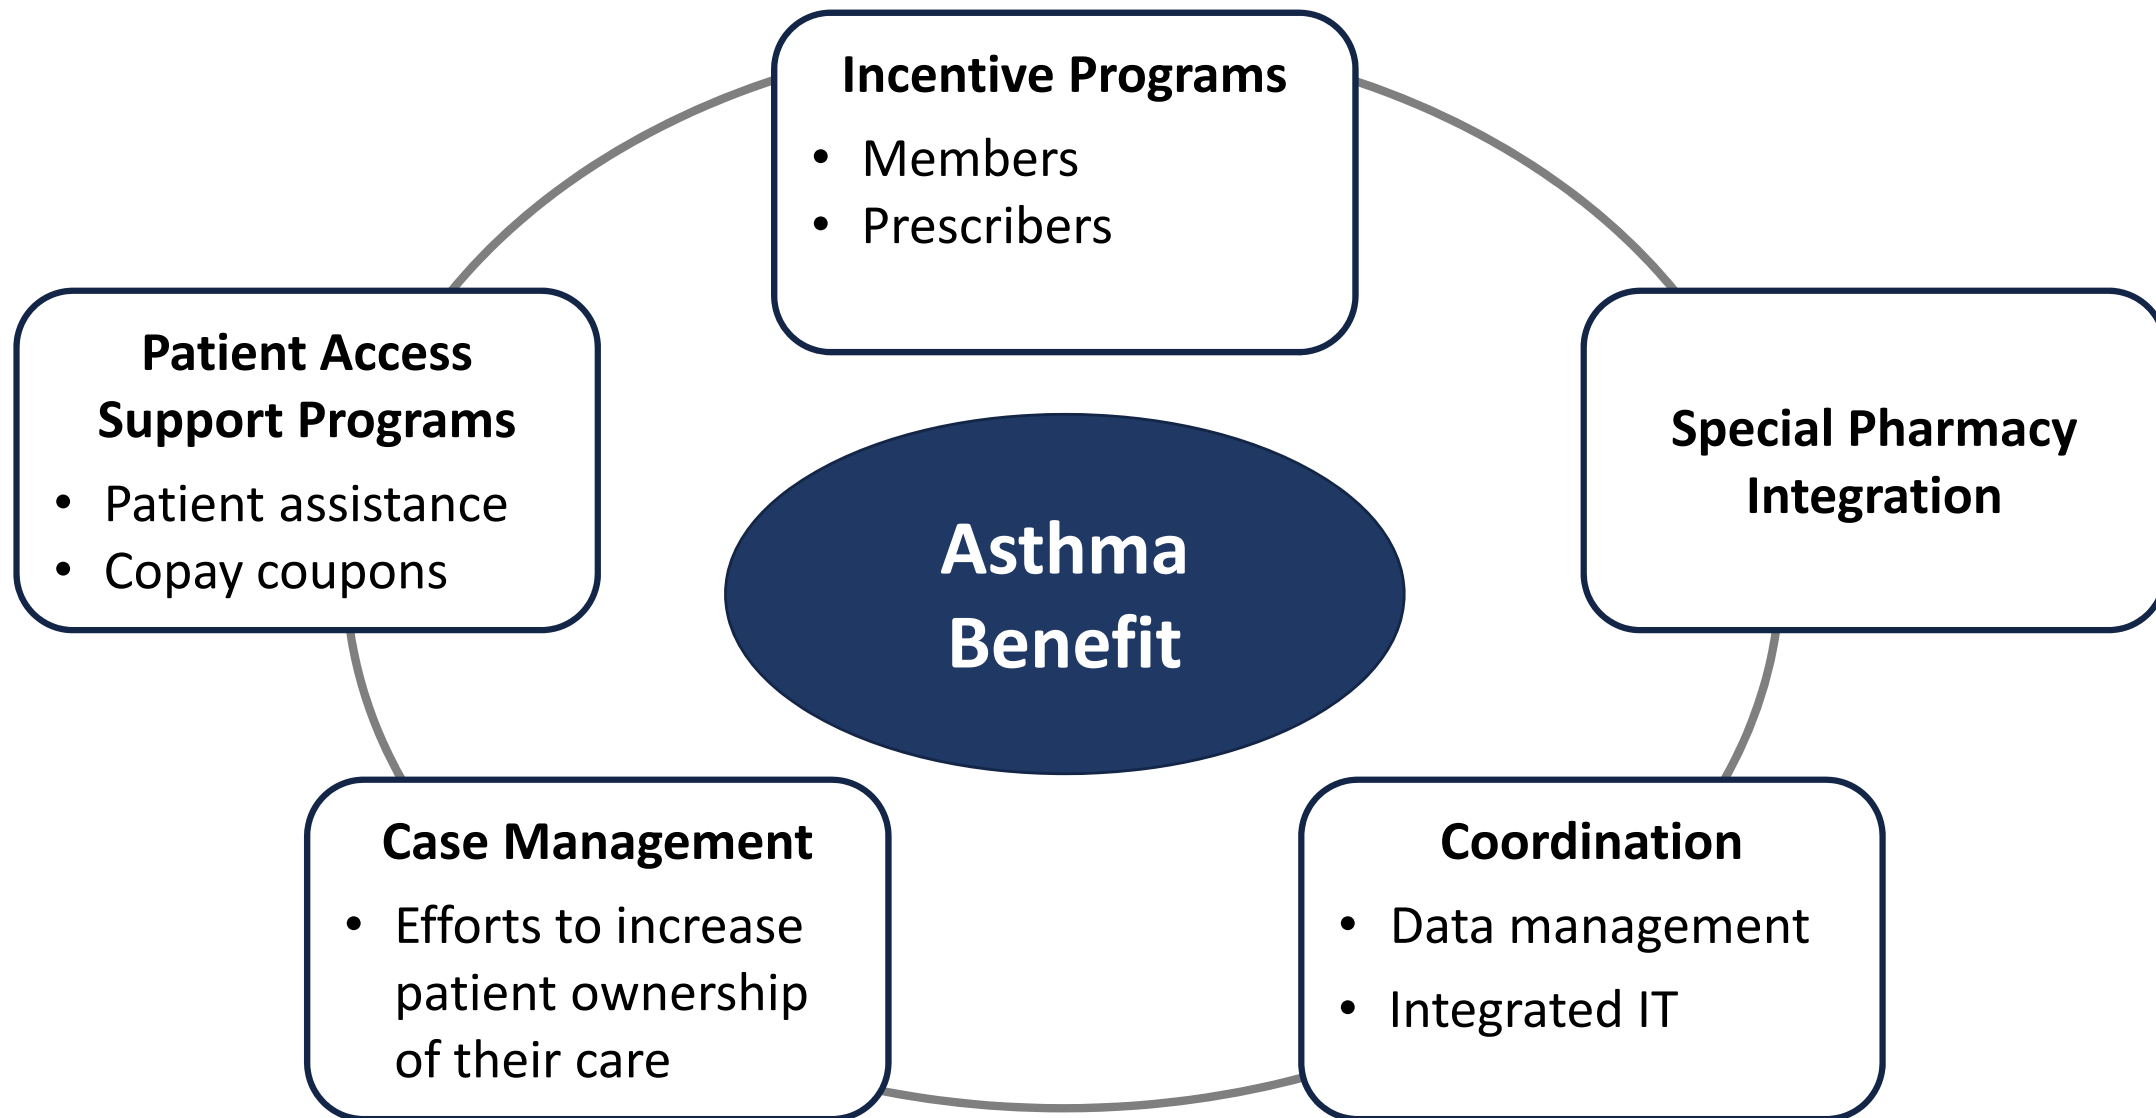 Incentive Programs
• Members
• Prescribers
Patient Access
Support Programs
• Patient assistance
• Copay coupons
Special Pharmacy
Integration
Asthma
Benefit
Case Management
• Efforts to increase
patient ownership
of their care
Coordination
• Data management
• Integrated IT